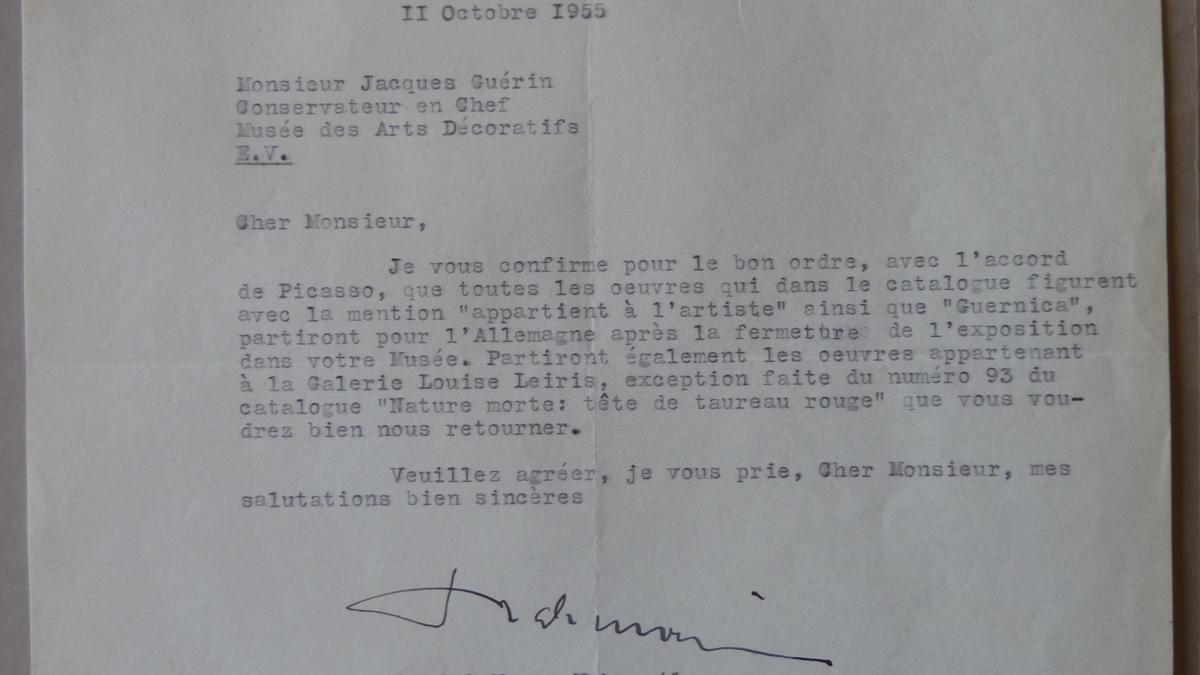 II Octobre I955
Monsieur Jacques Guérin
Conservateur en Chef
Musée des Arts Décoratifs
E.V.
Cher Monsieur,
Je vous confirme pour le bon ordre, avec l'accord
de Picasso, que toutes les oeuvres qui dans le catalogue figurent
avec la mention "appartient à l'artiste" ainsi que "Guernica",
partiront pour l'Allemagne après la fermeture de l'exposition
dans votre Musée. Partiront également les oeuvres appartenant
à la Galerie Louise Leiris, exception faite du numéro 93 du
catalogue "Nature morte: tête de taureau rouge" que vous vou-
drez bien nous retourner.
Veuillez agréer, je vous prie, Cher Monsieur, mes
salutations bien sincères